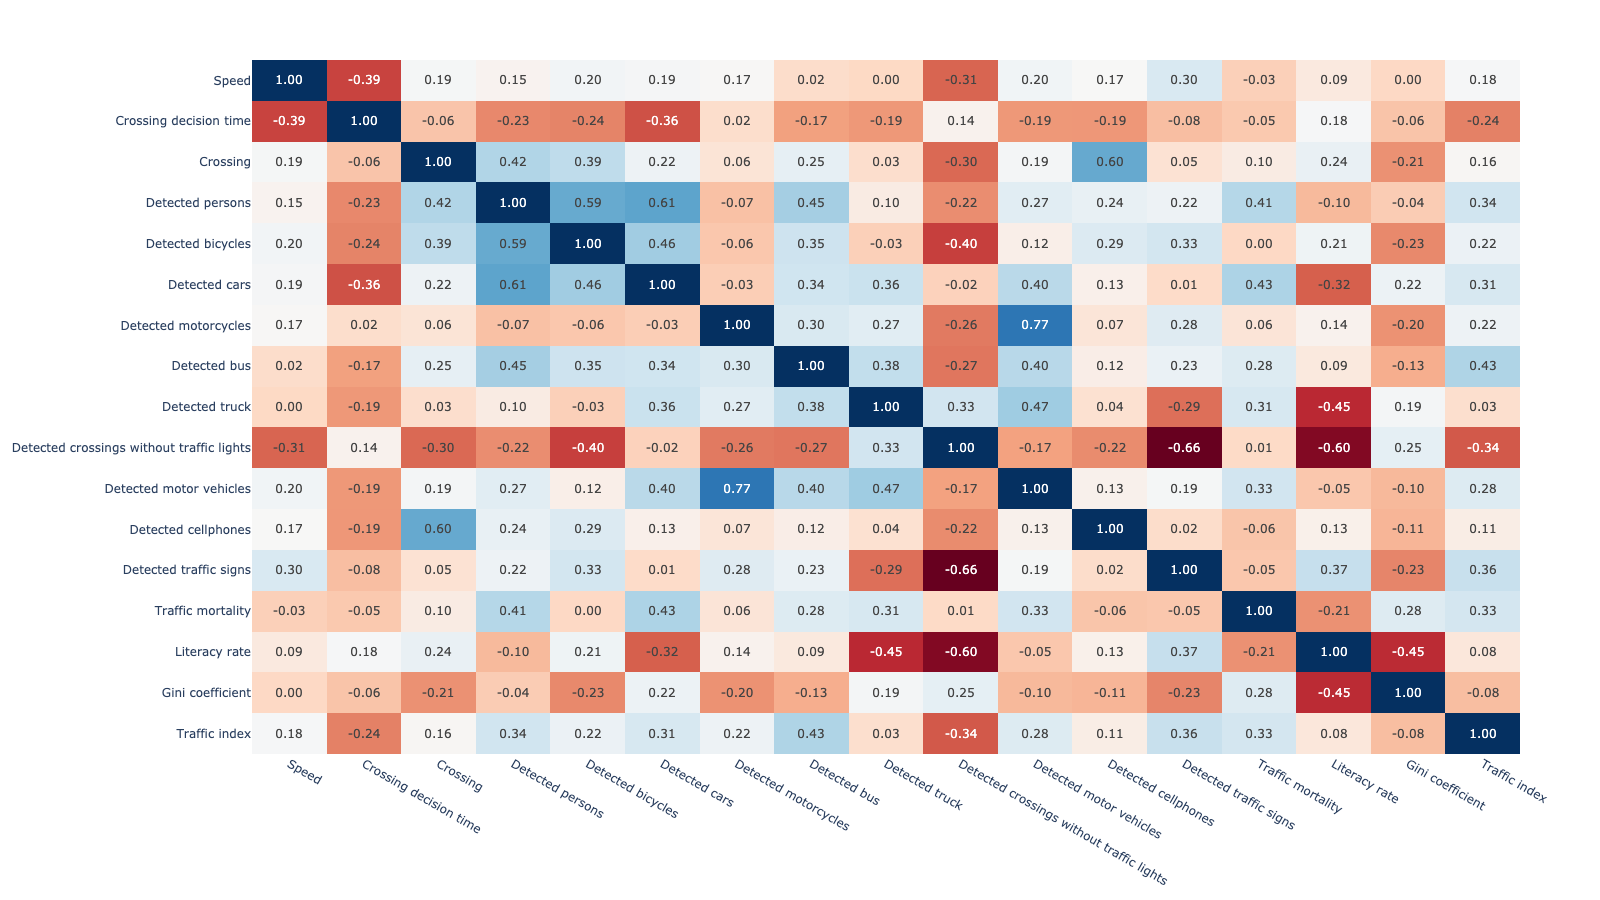 Speed 1.00 -0.39 0.19 0.15 0.20 0.19 0.17 0.02 0.00 -0.31 0.20 0.17 0.30 -0.03 0.09 0.00 0.18
Crossing decision time -0.39 1.00 -0.06 -0.23 -0.24 -0.36 0.02 -0.17 -0.19 0.14 -0.19 -0.19 -0.08 -0.05 0.18 -0.06 -0.24
Crossing 0.19 -0.06 1.00 0.42 0.39 0.22 0.06 0.25 0.03 -0.30 0.19 0.60 0.05 0.10 0.24 -0.21 0.16
Detected persons 0.15 -0.23 0.42 1.00 0.59 0.61 -0.07 0.45 0.10 -0.22 0.27 0.24 0.22 0.41 -0.10 -0.04 0.34
Detected bicycles 0.20 -0.24 0.39 0.59 1.00 0.46 -0.06 0.35 -0.03 -0.40 0.12 0.29 0.33 0.00 0.21 -0.23 0.22
Detected cars 0.19 -0.36 0.22 0.61 0.46 1.00 -0.03 0.34 0.36 -0.02 0.40 0.13 0.01 0.43 -0.32 0.22 0.31
Detected motorcycles 0.17 0.02 0.06 -0.07 -0.06 -0.03 1.00 0.30 0.27 -0.26 0.77 0.07 0.28 0.06 0.14 -0.20 0.22
Detected bus 0.02 -0.17 0.25 0.45 0.35 0.34 0.30 1.00 0.38 -0.27 0.40 0.12 0.23 0.28 0.09 -0.13 0.43
Detected truck 0.00 -0.19 0.03 0.10 -0.03 0.36 0.27 0.38 1.00 0.33 0.47 0.04 -0.29 0.31 -0.45 0.19 0.03
Detected crossings without traffic lights -0.31 0.14 -0.30 -0.22 -0.40 -0.02 -0.26 -0.27 0.33 1.00 -0.17 -0.22 -0.66 0.01 -0.60 0.25 -0.34
Detected motor vehicles 0.20 -0.19 0.19 0.27 0.12 0.40 0.77 0.40 0.47 -0.17 1.00 0.13 0.19 0.33 -0.05 -0.10 0.28
Detected cellphones 0.17 -0.19 0.60 0.24 0.29 0.13 0.07 0.12 0.04 -0.22 0.13 1.00 0.02 -0.06 0.13 -0.11 0.11
Detected traffic signs 0.30 -0.08 0.05 0.22 0.33 0.01 0.28 0.23 -0.29 -0.66 0.19 0.02 1.00 -0.05 0.37 -0.23 0.36
Traffic mortality -0.03 -0.05 0.10 0.41 0.00 0.43 0.06 0.28 0.31 0.01 0.33 -0.06 -0.05 1.00 -0.21 0.28 0.33
Literacy rate 0.09 0.18 0.24 -0.10 0.21 -0.32 0.14 0.09 -0.45 -0.60 -0.05 0.13 0.37 -0.21 1.00 -0.45 0.08
Gini coefficient 0.00 -0.06 -0.21 -0.04 -0.23 0.22 -0.20 -0.13 0.19 0.25 -0.10 -0.11 -0.23 0.28 -0.45 1.00 -0.08
Traffic index 0.18 -0.24 0.16 0.34 0.22 0.31 0.22 0.43 0.03 -0.34 0.28 0.11 0.36 0.33 0.08 -0.08 1.00
Speed
Crossing decision time
Crossing
Detected persons
Detected bicycles
Detected cars
Detected motorcycles
Detected bus
Detected truck
Detected crossings without traffic lights
Detected motor vehicles
Detected cellphones
Detected traffic signs
Traffic mortality
Literacy rate
Gini coefficient
Traffic index